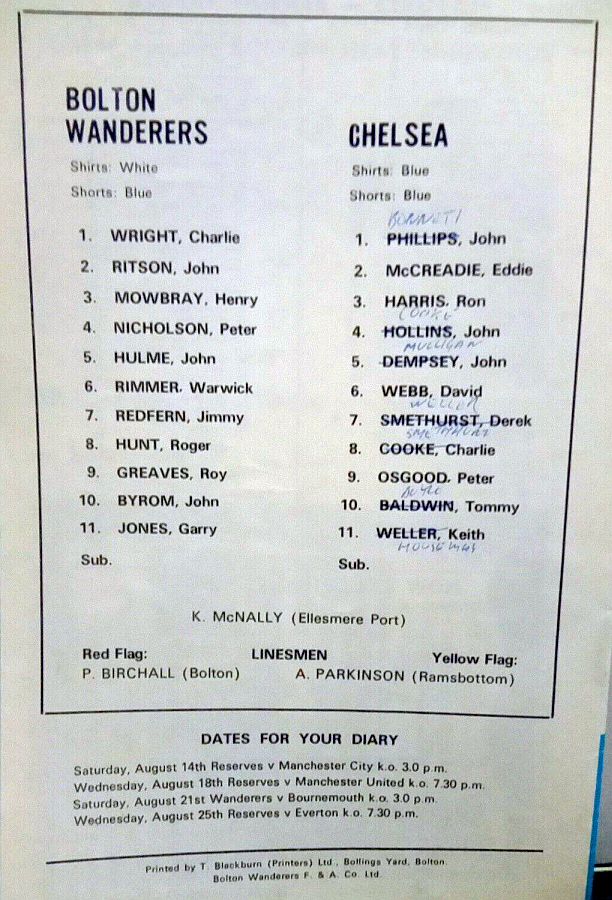 BOLTON
WANDERERS
Shirts: White
Shorts: Blue
1. WRIGHT, Charlie
2. RITSON, John
3. MOWBRAY, Henry
4. NICHOLSON, Peter
5. HULME, John
6. RIMMER, Warwick
7. REDFERN, Jimmy
8. HUNT, Roger
9. GREAVES, Roy
10. BYROM, John
11. JONES, Garry
Sub.
CHELSEA
Shirts: Blue
Shorts: Blue
BONNETTI
1. PHILLIPS, John
2. McCREADIE, Eddie
3. HARRIS, Ron
COOKE
4. HOLLINS, John
MULLIGAN
5. DEMPSEY, John
6. WEBB, David
WELLER
7. SMETHURST, Derek
SMETHURST
8. COOKE, Charlie
9. OSGOOD, Peter
BOYLE
10. BALDWIN, Tommy
11. WELLER, Keith
HOUSEMAN
Sub.
K. McNALLY (Ellesmere Port)
Red Flag: LINESMEN Yellow Flag:
P. BIRCHALL (Bolton) A. PARKINSON (Ramsbottom)
DATES FOR YOUR DIARY
Saturday, August 14th Reserves v Manchester City k.o. 3.0 p.m.
Wednesday, August 18th Reserves v Manchester United k.o. 7.30 p.m.
Saturday, August 21st Wanderers v Bournemouth k.o. 3.0 p.m.
Wednesday, August 25th Reserves v Everton k.o. 7.30 p.m.
Printed by T. Blackburn (Printers) Ltd., Bollings Yard, Bolton.
Bolton Wanderers F. & A. Co. Ltd.